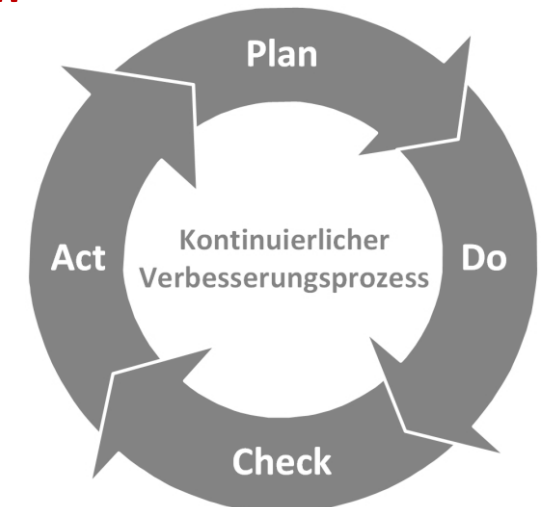 Plan
Do
Check
Act
Kontinuierlicher
Verbesserungsprozess